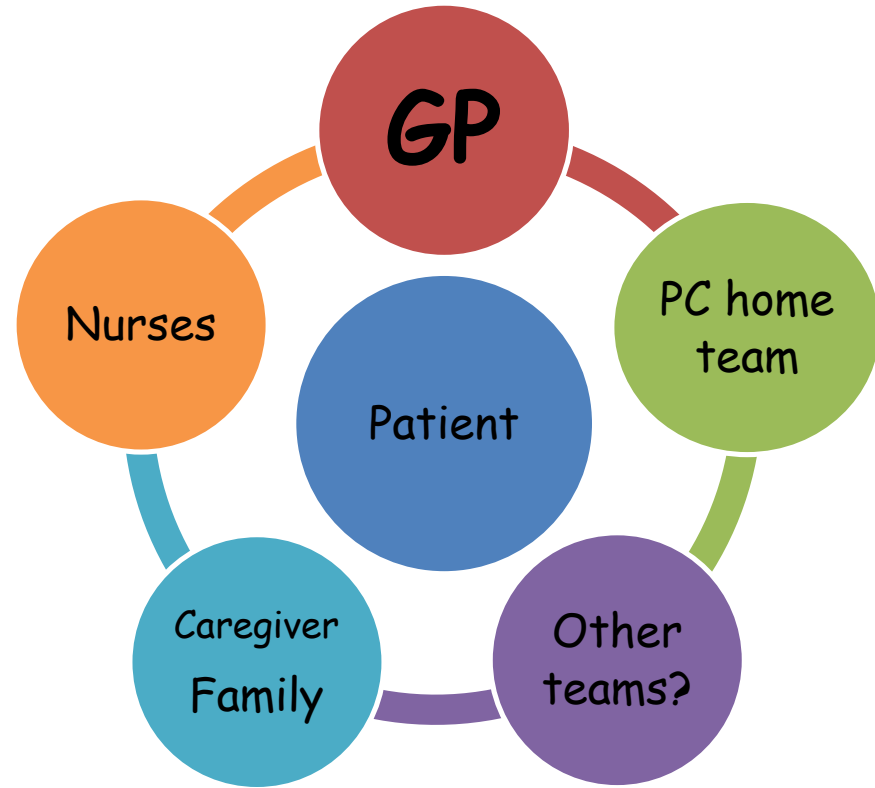 GP
PC home
team
Nurses
Patient
Caregiver
Family
Other
teams?